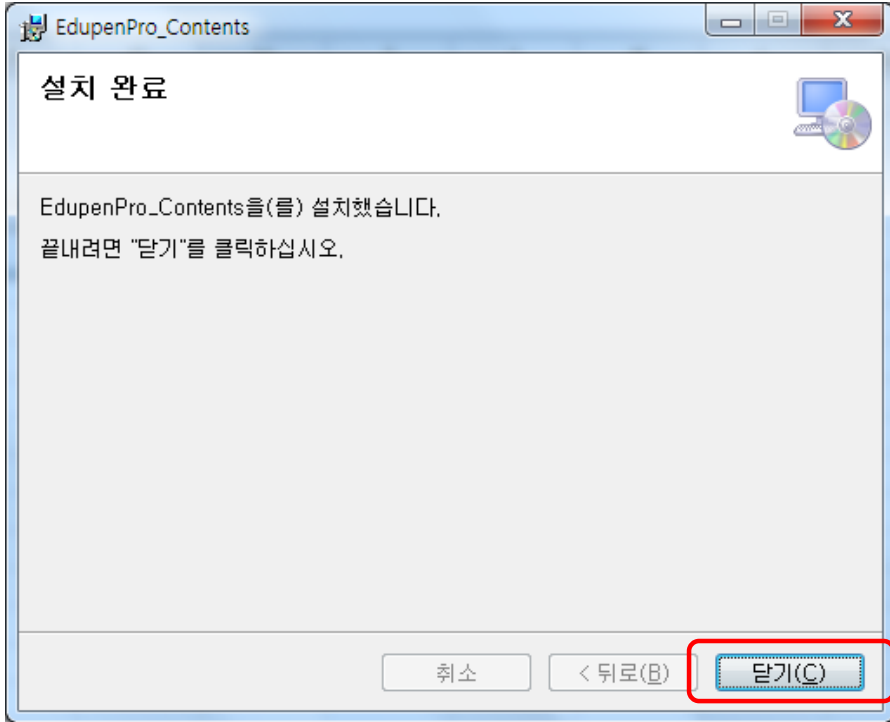 EdupenPro_Contents
설치 완료
EdupenPro_Contents을(를) 설치했습니다.
끝내려면 "닫기"를 클릭하십시오.
취소
< 뒤로(B)
닫기(C)